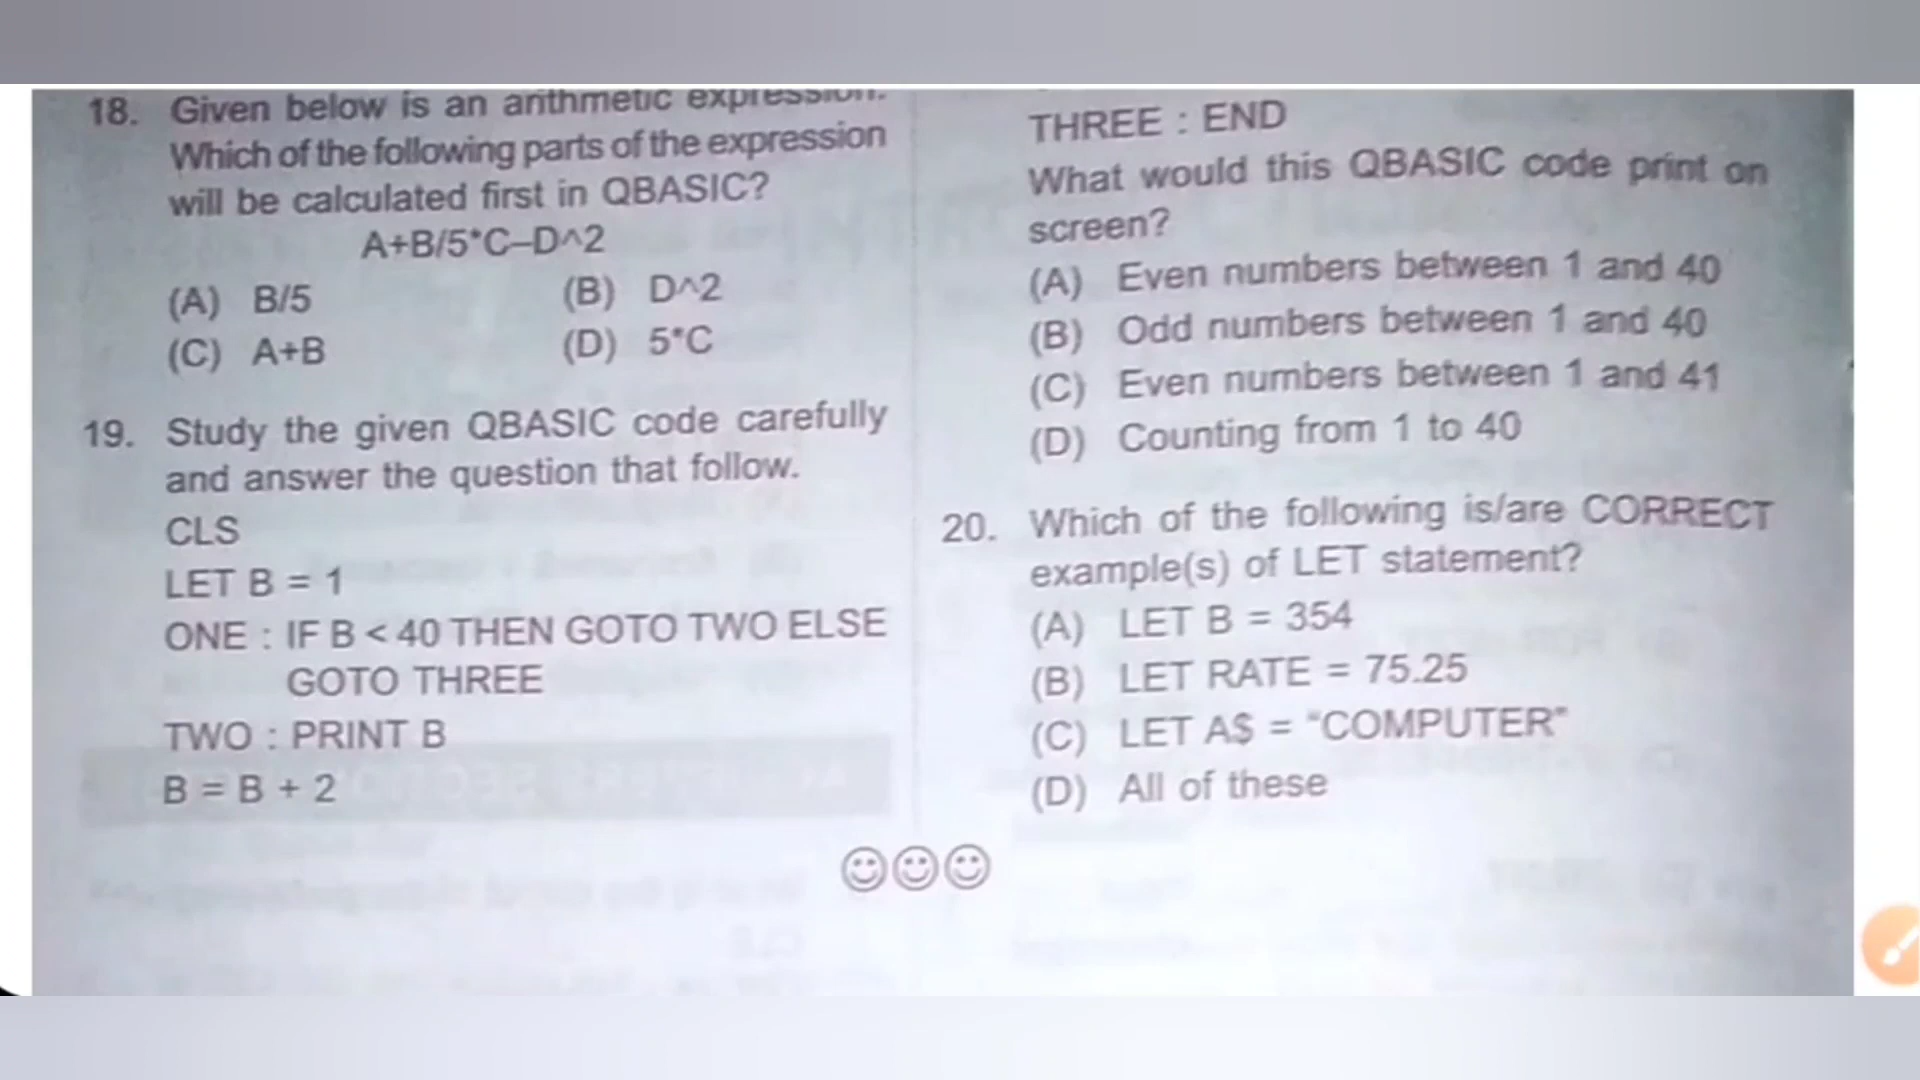 18. Given below is an arithmetic expression.
Which of the following parts of the expression
will be calculated first in QBASIC?
A+B/5*C–D^2
(A) B/5 (B) D^2
(C) A+B (D) 5*C
19. Study the given QBASIC code carefully
and answer the question that follow.
CLS
LET B = 1
ONE : IF B < 40 THEN GOTO TWO ELSE
GOTO THREE
TWO : PRINT B
B = B + 2
THREE : END
What would this QBASIC code print on
screen?
(A) Even numbers between 1 and 40
(B) Odd numbers between 1 and 40
(C) Even numbers between 1 and 41
(D) Counting from 1 to 40
20. Which of the following is/are CORRECT
example(s) of LET statement?
(A) LET B = 354
(B) LET RATE = 75.25
(C) LET A$ = "COMPUTER"
(D) All of these